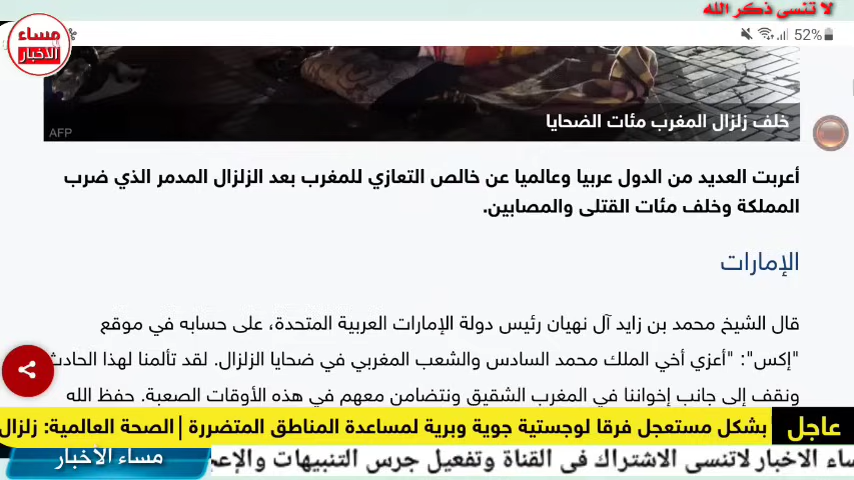 لا تنسى ذكر الله
مساء
الاخبار
52%
خلف زلزال المغرب مئات الضحايا
AFP
أعربت العديد من الدول عربيا وعالميا عن خالص التعازي للمغرب بعد الزلزال المدمر الذي ضرب
المملكة وخلف مئات القتلى والمصابين.
الإمارات
قال الشيخ محمد بن زايد آل نهيان رئيس دولة الإمارات العربية المتحدة، على حسابه في موقع
"إكس": "أعزي أخي الملك محمد السادس والشعب المغربي في ضحايا الزلزال. لقد تألمنا لهذا الحادث
ونقف إلى جانب إخواننا في المغرب الشقيق ونتضامن معهم في هذه الأوقات الصعبة. حفظ الله
عاجل
بشكل مستعجل فرقا لوجستية جوية وبرية لمساعدة المناطق المتضررة | الصحة العالمية: زلزال
مساء الأخبار
الاخبار لاتنسى الاشتراك في القناة وتفعيل جرس التنبيهات